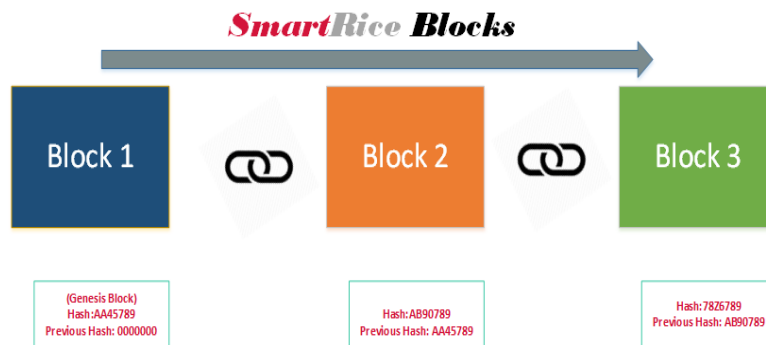 SmartRice Blocks
Block 1
Block 2
Block 3
(Genesis Block)
Hash:AA45789
Previous Hash: 0000000
Hash:AB90789
Previous Hash: AA45789
Hash:78Z6789
Previous Hash: AB90789